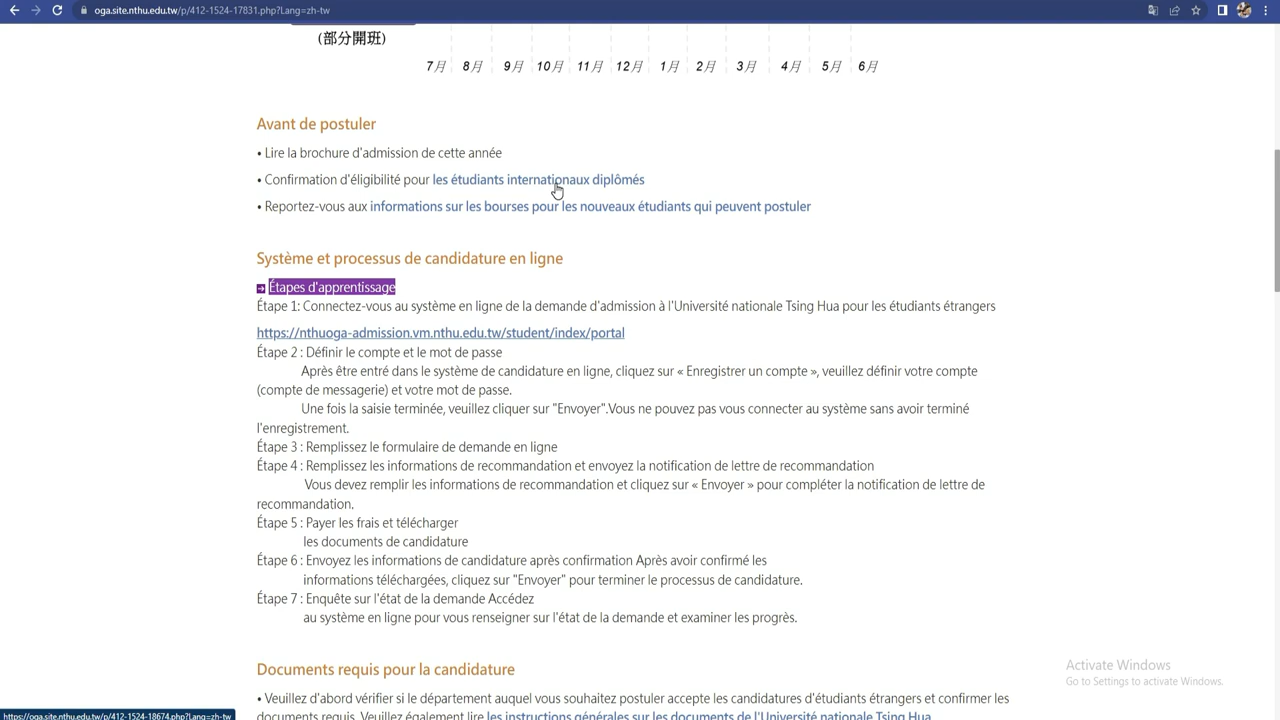 oga.site.nthu.edu.tw/p/412-1524-17831.php?Lang=zh-tw
(部分開班)
7月 8月 9月 10月 11月 12月 1月 2月 3月 4月 5月 6月
Avant de postuler
• Lire la brochure d'admission de cette année
• Confirmation d'éligibilité pour les étudiants internationaux diplômés
• Reportez-vous aux informations sur les bourses pour les nouveaux étudiants qui peuvent postuler
Système et processus de candidature en ligne
Étapes d'apprentissage
Étape 1: Connectez-vous au système en ligne de la demande d'admission à l'Université nationale Tsing Hua pour les étudiants étrangers
https://nthuoga-admission.vm.nthu.edu.tw/student/index/portal
Étape 2 : Définir le compte et le mot de passe
Après être entré dans le système de candidature en ligne, cliquez sur « Enregistrer un compte », veuillez définir votre compte
(compte de messagerie) et votre mot de passe.
Une fois la saisie terminée, veuillez cliquer sur "Envoyer".Vous ne pouvez pas vous connecter au système sans avoir terminé
l'enregistrement.
Étape 3 : Remplissez le formulaire de demande en ligne
Étape 4 : Remplissez les informations de recommandation et envoyez la notification de lettre de recommandation
Vous devez remplir les informations de recommandation et cliquez sur « Envoyer » pour compléter la notification de lettre de
recommandation.
Étape 5 : Payer les frais et télécharger
les documents de candidature
Étape 6 : Envoyez les informations de candidature après confirmation Après avoir confirmé les
informations téléchargées, cliquez sur "Envoyer" pour terminer le processus de candidature.
Étape 7 : Enquête sur l'état de la demande Accédez
au système en ligne pour vous renseigner sur l'état de la demande et examiner les progrès.
Activate Windows
Go to Settings to activate Windows.
Documents requis pour la candidature
• Veuillez d'abord vérifier si le département auquel vous souhaitez postuler accepte les candidatures d'étudiants étrangers et confirmer les
documents requis. Veuillez également lire les instructions générales sur les documents de l'Université nationale Tsing Hua
https://oga.site.nthu.edu.tw/p/412-1524-18674.php?Lang=zh-tw